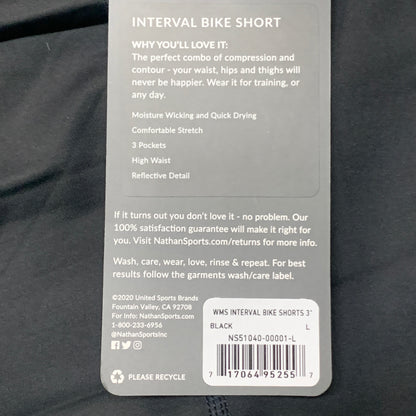 INTERVAL BIKE SHORT
WHY YOU'LL LOVE IT:
The perfect combo of compression and
contour - your waist, hips and thighs will
never be happier. Wear it for training, or
any day.
Moisture Wicking and Quick Drying
Comfortable Stretch
3 Pockets
High Waist
Reflective Detail
If it turns out you don't love it - no problem. Our
100% satisfaction guarantee will make it right for
you. Visit NathanSports.com/returns for more info.
Wash, care, wear, love, rinse & repeat. For best
results follow the garments wash/care label.
©2020 United Sports Brands
Fountain Valley, CA 92708
For Info: NathanSports.com
1-800-233-6956
@NathanSportsInc
PLEASE RECYCLE
WMS INTERVAL BIKE SHORTS 3"
BLACK L
NS51040-00001-L
7 17064 95255 7